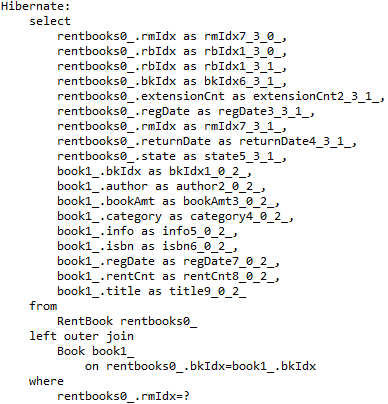 Hibernate:
    select
        rentbooks0_.rmIdx as rmIdx7_3_0_,
        rentbooks0_.rbIdx as rbIdx1_3_0_,
        rentbooks0_.rbIdx as rbIdx1_3_1_,
        rentbooks0_.bkIdx as bkIdx6_3_1_,
        rentbooks0_.extensionCnt as extensionCnt2_3_1_,
        rentbooks0_.regDate as regDate3_3_1_,
        rentbooks0_.rmIdx as rmIdx7_3_1_,
        rentbooks0_.returnDate as returnDate4_3_1_,
        rentbooks0_.state as state5_3_1_,
        book1_.bkIdx as bkIdx1_0_2_,
        book1_.author as author2_0_2_,
        book1_.bookAmt as bookAmt3_0_2_,
        book1_.category as category4_0_2_,
        book1_.info as info5_0_2_,
        book1_.isbn as isbn6_0_2_,
        book1_.regDate as regDate7_0_2_,
        book1_.rentCnt as rentCnt8_0_2_,
        book1_.title as title9_0_2_
    from
        RentBook rentbooks0_
    left outer join
        Book book1_
            on rentbooks0_.bkIdx=book1_.bkIdx
    where
        rentbooks0_.rmIdx=?